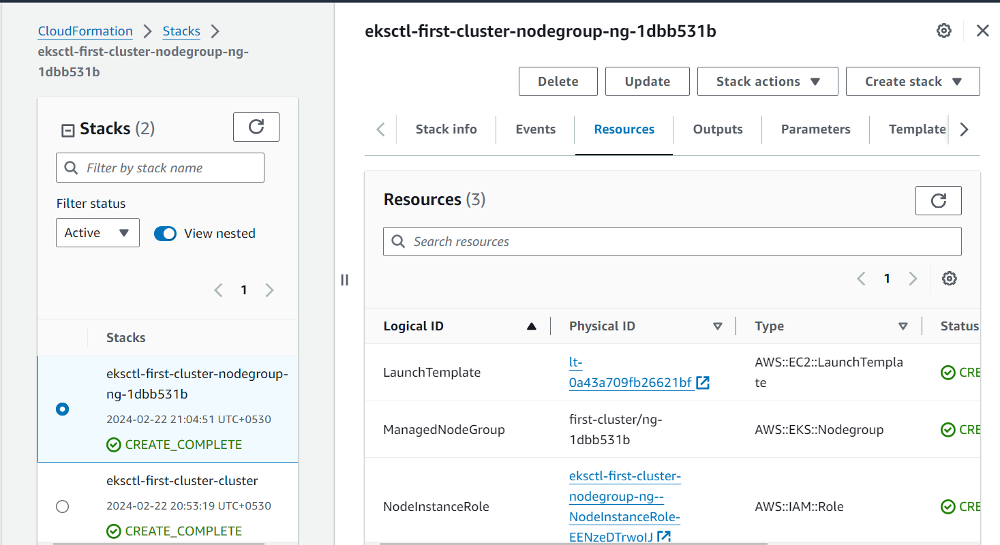 CloudFormation > Stacks >
eksctl-first-cluster-nodegroup-ng-
1dbb531b
Stacks (2)
Filter by stack name
Filter status
Active View nested
1
Stacks
eksctl-first-cluster-nodegroup-
ng-1dbb531b
2024-02-22 21:04:51 UTC+0530
CREATE_COMPLETE
eksctl-first-cluster-cluster
2024-02-22 20:53:19 UTC+0530
CREATE_COMPLETE
eksctl-first-cluster-nodegroup-ng-1dbb531b
Delete Update Stack actions Create stack
Stack info Events Resources Outputs Parameters Template
Resources (3)
Search resources
1
Logical ID Physical ID Type Status
LaunchTemplate
lt-
0a43a709fb26621bf
AWS::EC2::LaunchTempla
te
CRE
ManagedNodeGroup
first-cluster/ng-
1dbb531b
AWS::EKS::Nodegroup
CRE
NodeInstanceRole
eksctl-first-cluster-
nodegroup-ng--
NodeInstanceRole-
EENzeDTrwoIJ
AWS::IAM::Role
CRE